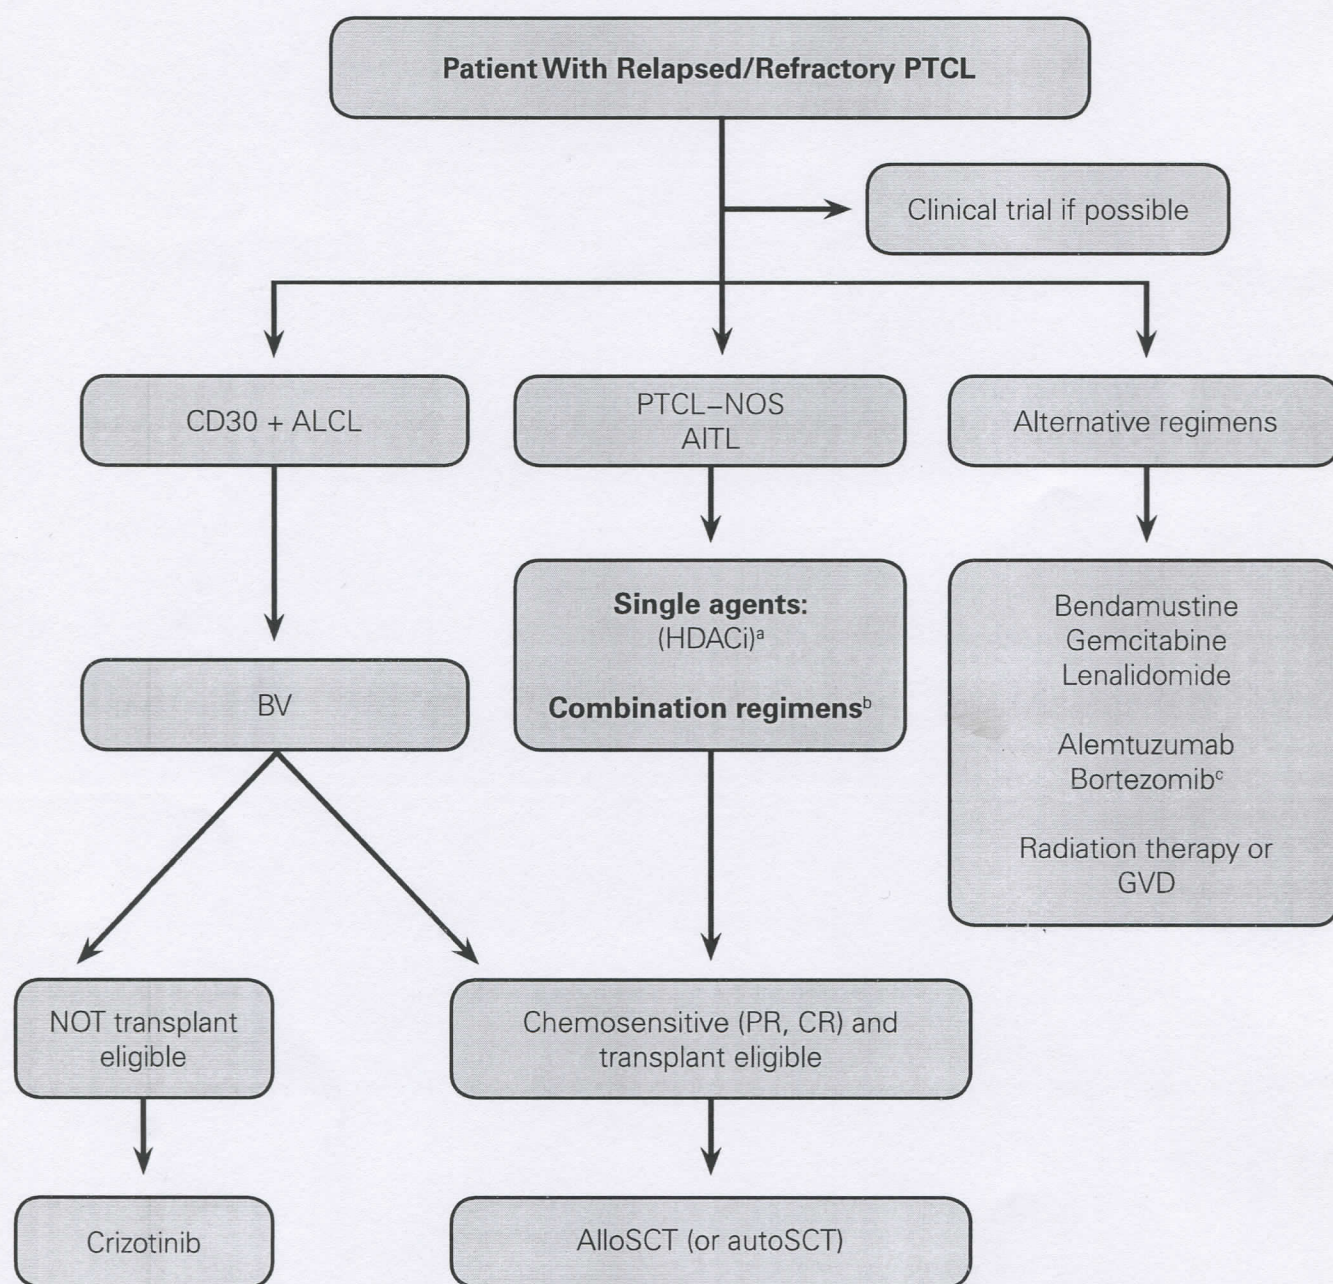 Patient With Relapsed/Refractory PTCL
Clinical trial if possible
CD30 + ALCL
PTCL–NOS
AITL
Alternative regimens
BV
Single agents:
(HDACi)ᵃ
Combination regimensᵇ
Bendamustine
Gemcitabine
Lenalidomide
Alemtuzumab
Bortezomibᶜ
Radiation therapy or
GVD
NOT transplant
eligible
Chemosensitive (PR, CR) and
transplant eligible
Crizotinib
AlloSCT (or autoSCT)